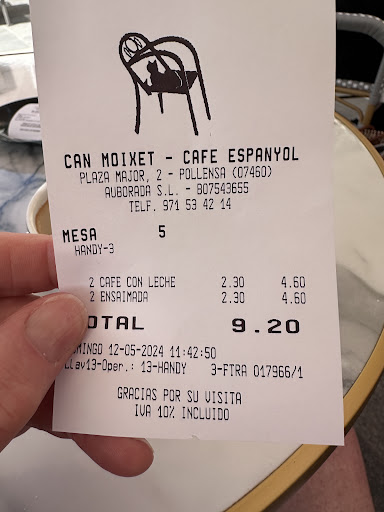 CAN MOIXET - CAFE ESPANYOL
PLAZA MAJOR, 2 - POLLENSA (07460)
AUBORADA S.L. - B07543655
TELF. 971 53 42 14
MESA 5
HANDY-3
2 CAFE CON LECHE 2.30 4.60
2 ENSAIMADA 2.30 4.60
OTAL 9.20
MINGO 12-05-2024 11:42:50
lav13-Oper.: 13-HANDY 3-FTRA 017966/1
GRACIAS POR SU VISITA
IVA 10% INCLUIDO